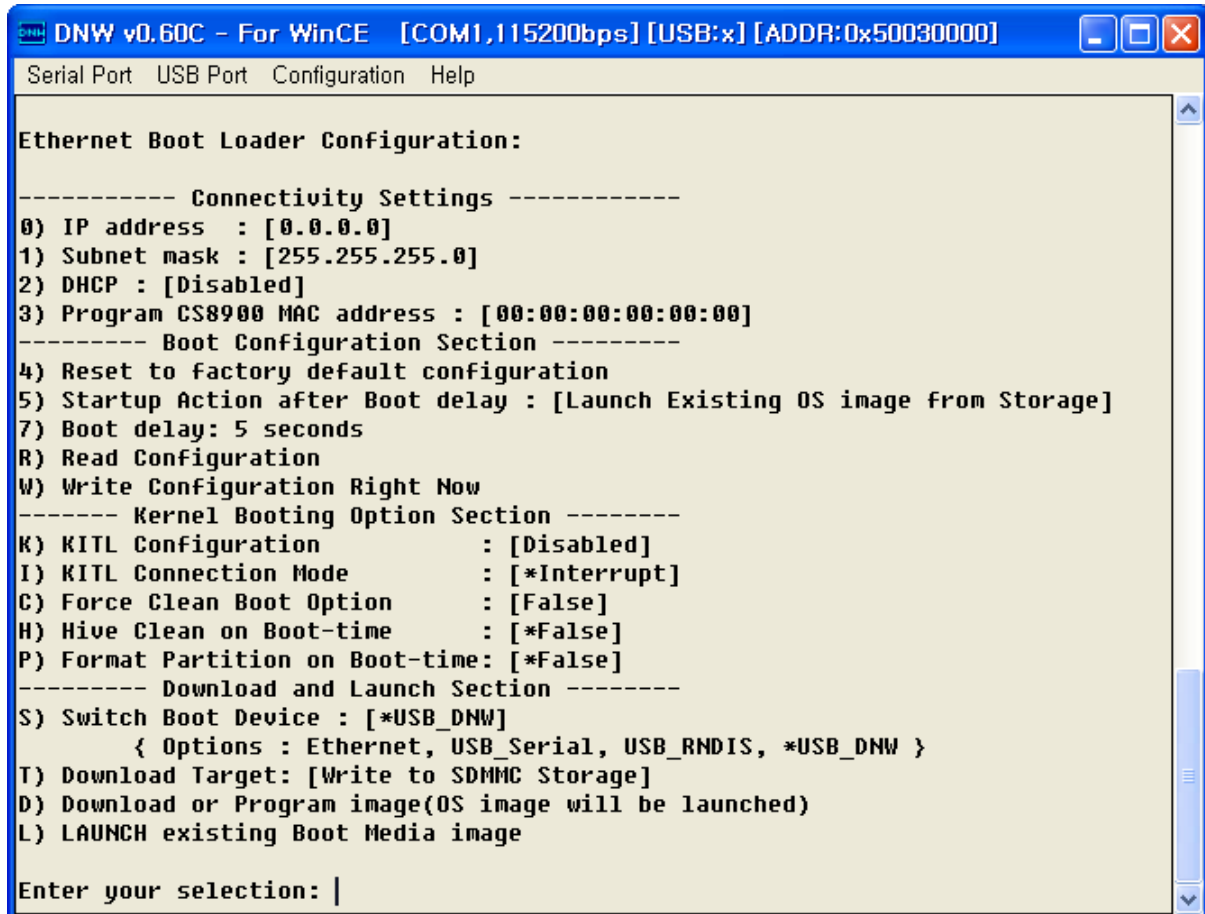 DNW v0.60C - For WinCE [COM1,115200bps][USB:x][ADDR:0x50030000]
Serial Port USB Port Configuration Help
Ethernet Boot Loader Configuration:
----------- Connectivity Settings ------------
0) IP address  : [0.0.0.0]
1) Subnet mask : [255.255.255.0]
2) DHCP : [Disabled]
3) Program CS8900 MAC address : [00:00:00:00:00:00]
--------- Boot Configuration Section ---------
4) Reset to factory default configuration
5) Startup Action after Boot delay : [Launch Existing OS image from Storage]
7) Boot delay: 5 seconds
R) Read Configuration
W) Write Configuration Right Now
------- Kernel Booting Option Section --------
K) KITL Configuration           : [Disabled]
I) KITL Connection Mode         : [*Interrupt]
C) Force Clean Boot Option      : [False]
H) Hive Clean on Boot-time      : [*False]
P) Format Partition on Boot-time: [*False]
--------- Download and Launch Section --------
S) Switch Boot Device : [*USB_DNW]
        { Options : Ethernet, USB_Serial, USB_RNDIS, *USB_DNW }
T) Download Target: [Write to SDMMC Storage]
D) Download or Program image(OS image will be launched)
L) LAUNCH existing Boot Media image
Enter your selection: